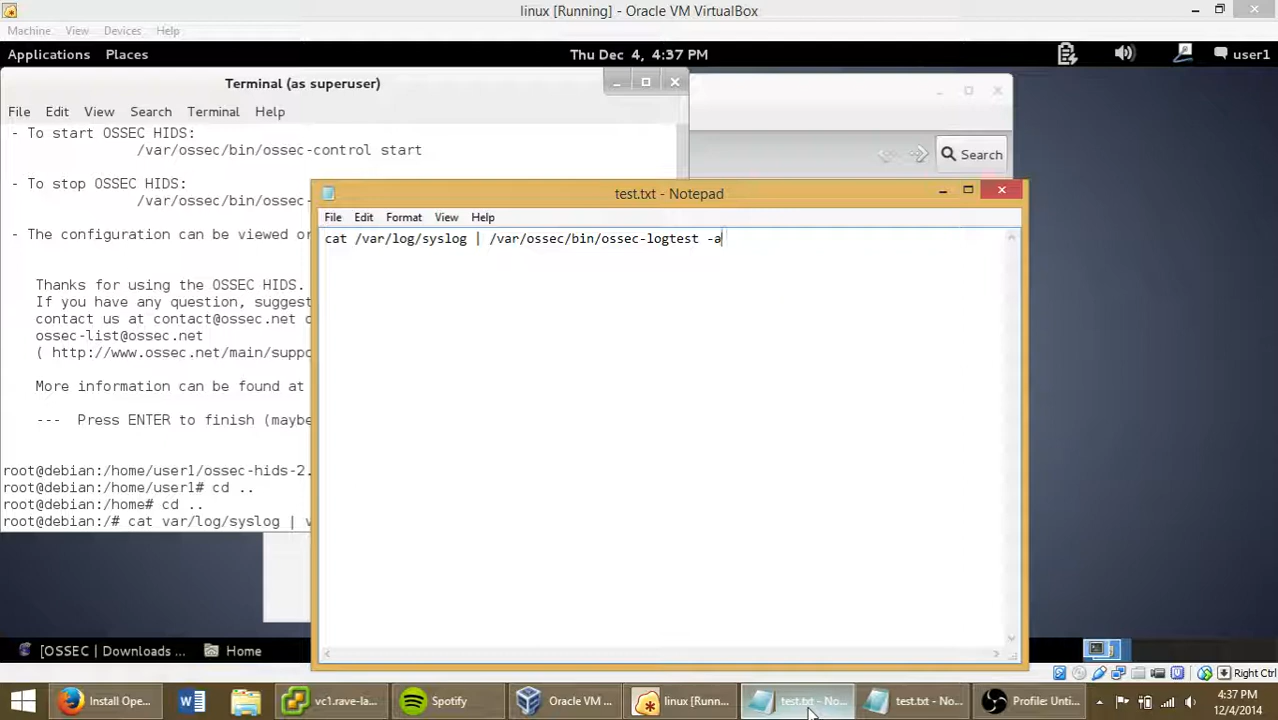 linux [Running] - Oracle VM VirtualBox
Machine View Devices Help
Applications Places Thu Dec 4, 4:37 PM user1
Terminal (as superuser)
File Edit View Search Terminal Help
- To start OSSEC HIDS:
/var/ossec/bin/ossec-control start
- To stop OSSEC HIDS:
/var/ossec/bin/ossec-
- The configuration can be viewed or
Thanks for using the OSSEC HIDS.
If you have any question, suggest
contact us at contact@ossec.net
ossec-list@ossec.net
( http://www.ossec.net/main/suppo
More information can be found at
--- Press ENTER to finish (maybe
root@debian:/home/user1/ossec-hids-2.
root@debian:/home/user1# cd ..
root@debian:/home# cd ..
root@debian:/# cat var/log/syslog | v
Search
test.txt - Notepad
File Edit Format View Help
cat /var/log/syslog | /var/ossec/bin/ossec-logtest -a
[OSSEC | Downloads ... Home
Right Ctrl
Install Ope... vc1.rave-la... Spotify Oracle VM ... linux [Runn... test.txt - No... test.txt - No... Profile: Unti...
4:37 PM
12/4/2014